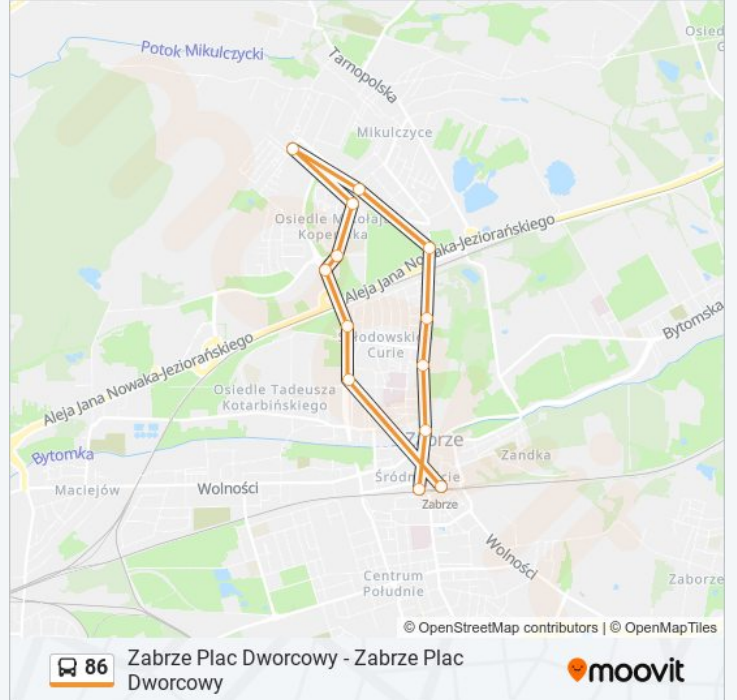 Osied
Potok Mikulczycki
Tarnopolska
Mikulczyce
Osiedle Mikołaja
Kopernika
Aleja Jana Nowaka-Jeziorańskiego
Bytomska
Skłodowskiej
Curie
Aleja Jana Nowaka-Jeziorańskiego
Osiedle Tadeusza
Kotarbińskiego
Zabrze
Bytomka
Zandka
Śródmieście
Maciejów
Wolności
Zabrze
Wolności
Centrum
Południe
Zaborze
© OpenStreetMap contributors | © OpenMapTiles
86 Zabrze Plac Dworcowy - Zabrze Plac
Dworcowy
moovit